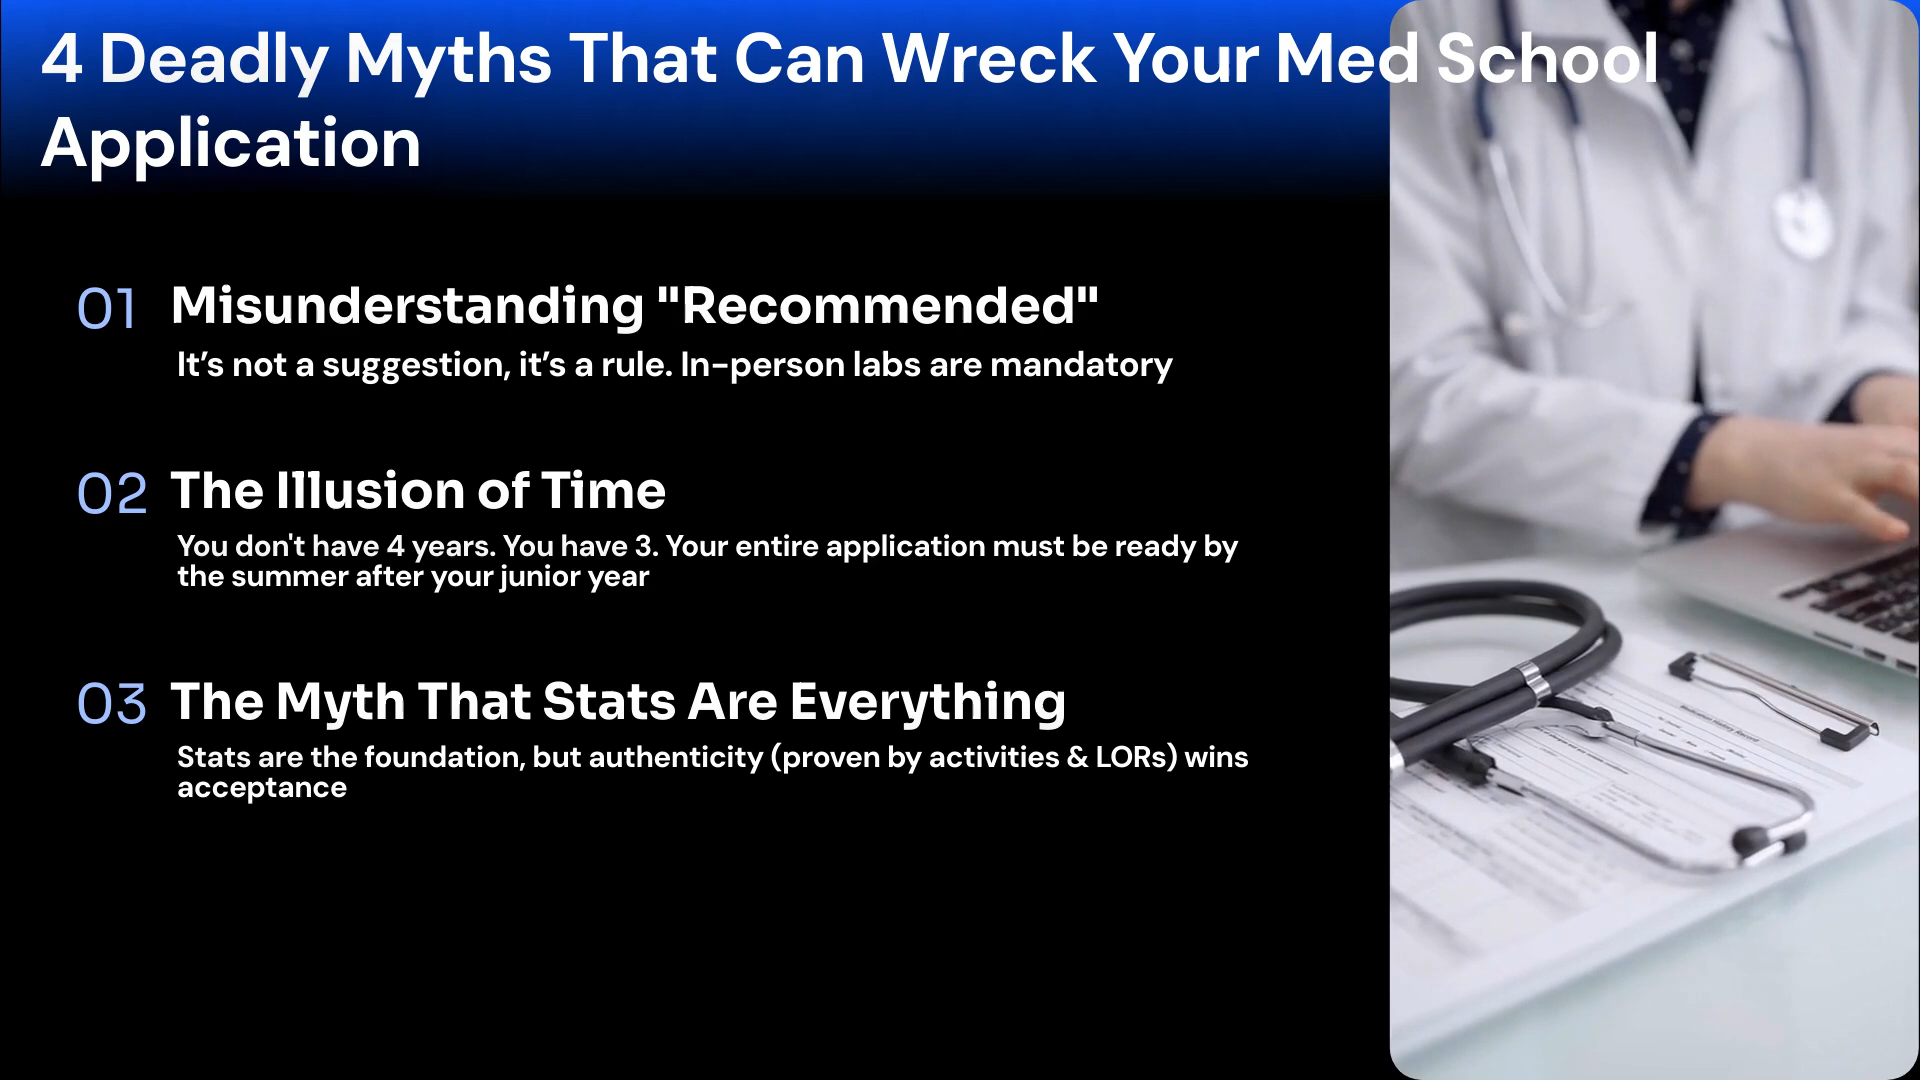 4 Deadly Myths That Can Wreck Your Med School
Application
01 Misunderstanding "Recommended"
It’s not a suggestion, it’s a rule. In-person labs are mandatory
02 The Illusion of Time
You don't have 4 years. You have 3. Your entire application must be ready by
the summer after your junior year
03 The Myth That Stats Are Everything
Stats are the foundation, but authenticity (proven by activities & LORs) wins
acceptance